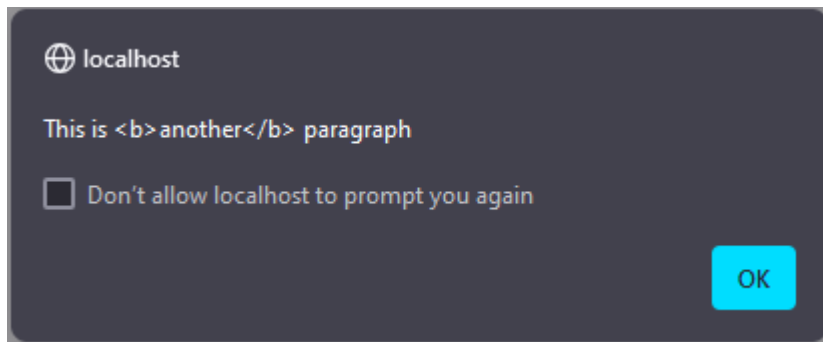 localhost
This is <b>another</b> paragraph
Don’t allow localhost to prompt you again
OK